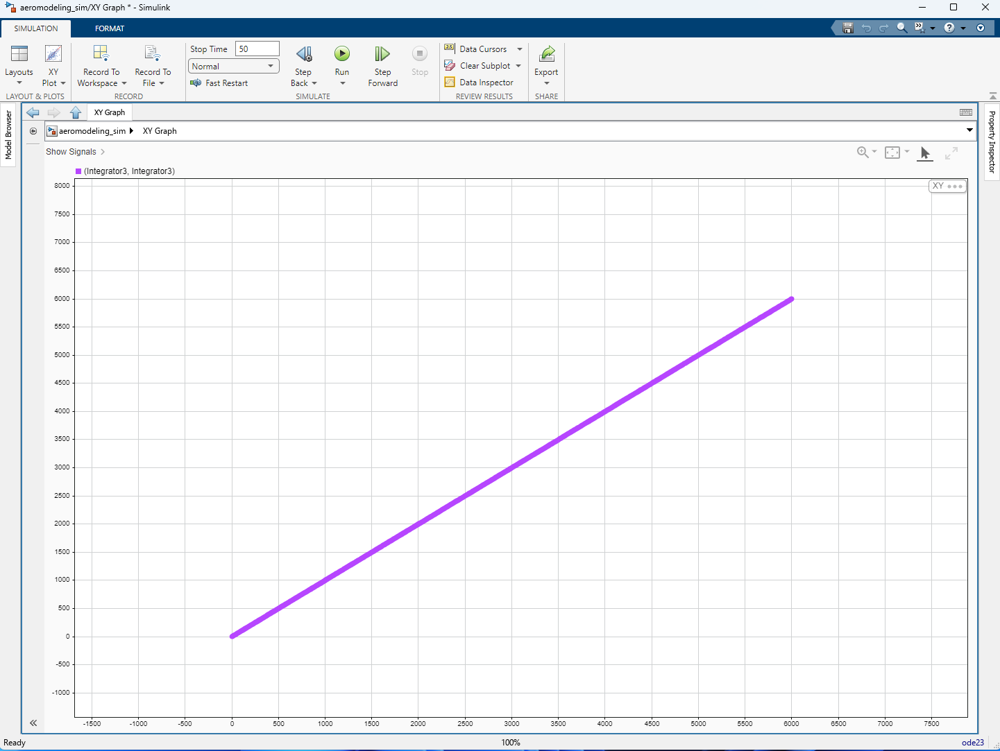 aeromodeling_sim/XY Graph * - Simulink
SIMULATION FORMAT
Stop Time 50
Normal
Fast Restart
Layouts
XY Plot
Record To Workspace
Record To File
Step Back
Run
Step Forward
Stop
2.5 Data Cursors
Clear Subplot
Data Inspector
Export
LAYOUT & PLOTS RECORD SIMULATE REVIEW RESULTS SHARE
Model Browser
XY Graph
aeromodeling_sim XY Graph
Property Inspector
Show Signals
(Integrator3, Integrator3)
XY
8000
7500
7000
6500
6000
5500
5000
4500
4000
3500
3000
2500
2000
1500
1000
500
0
-500
-1000
-1500 -1000 -500 0 500 1000 1500 2000 2500 3000 3500 4000 4500 5000 5500 6000 6500 7000 7500
Ready 100% ode23